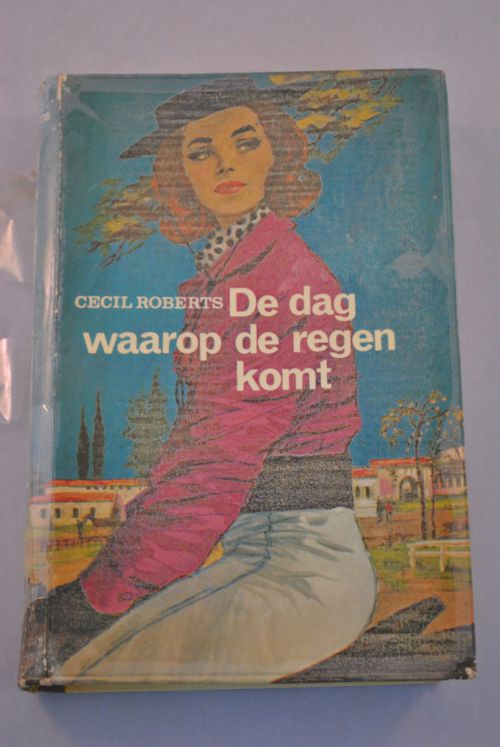 CECIL ROBERTS De dag
waarop de regen
komt